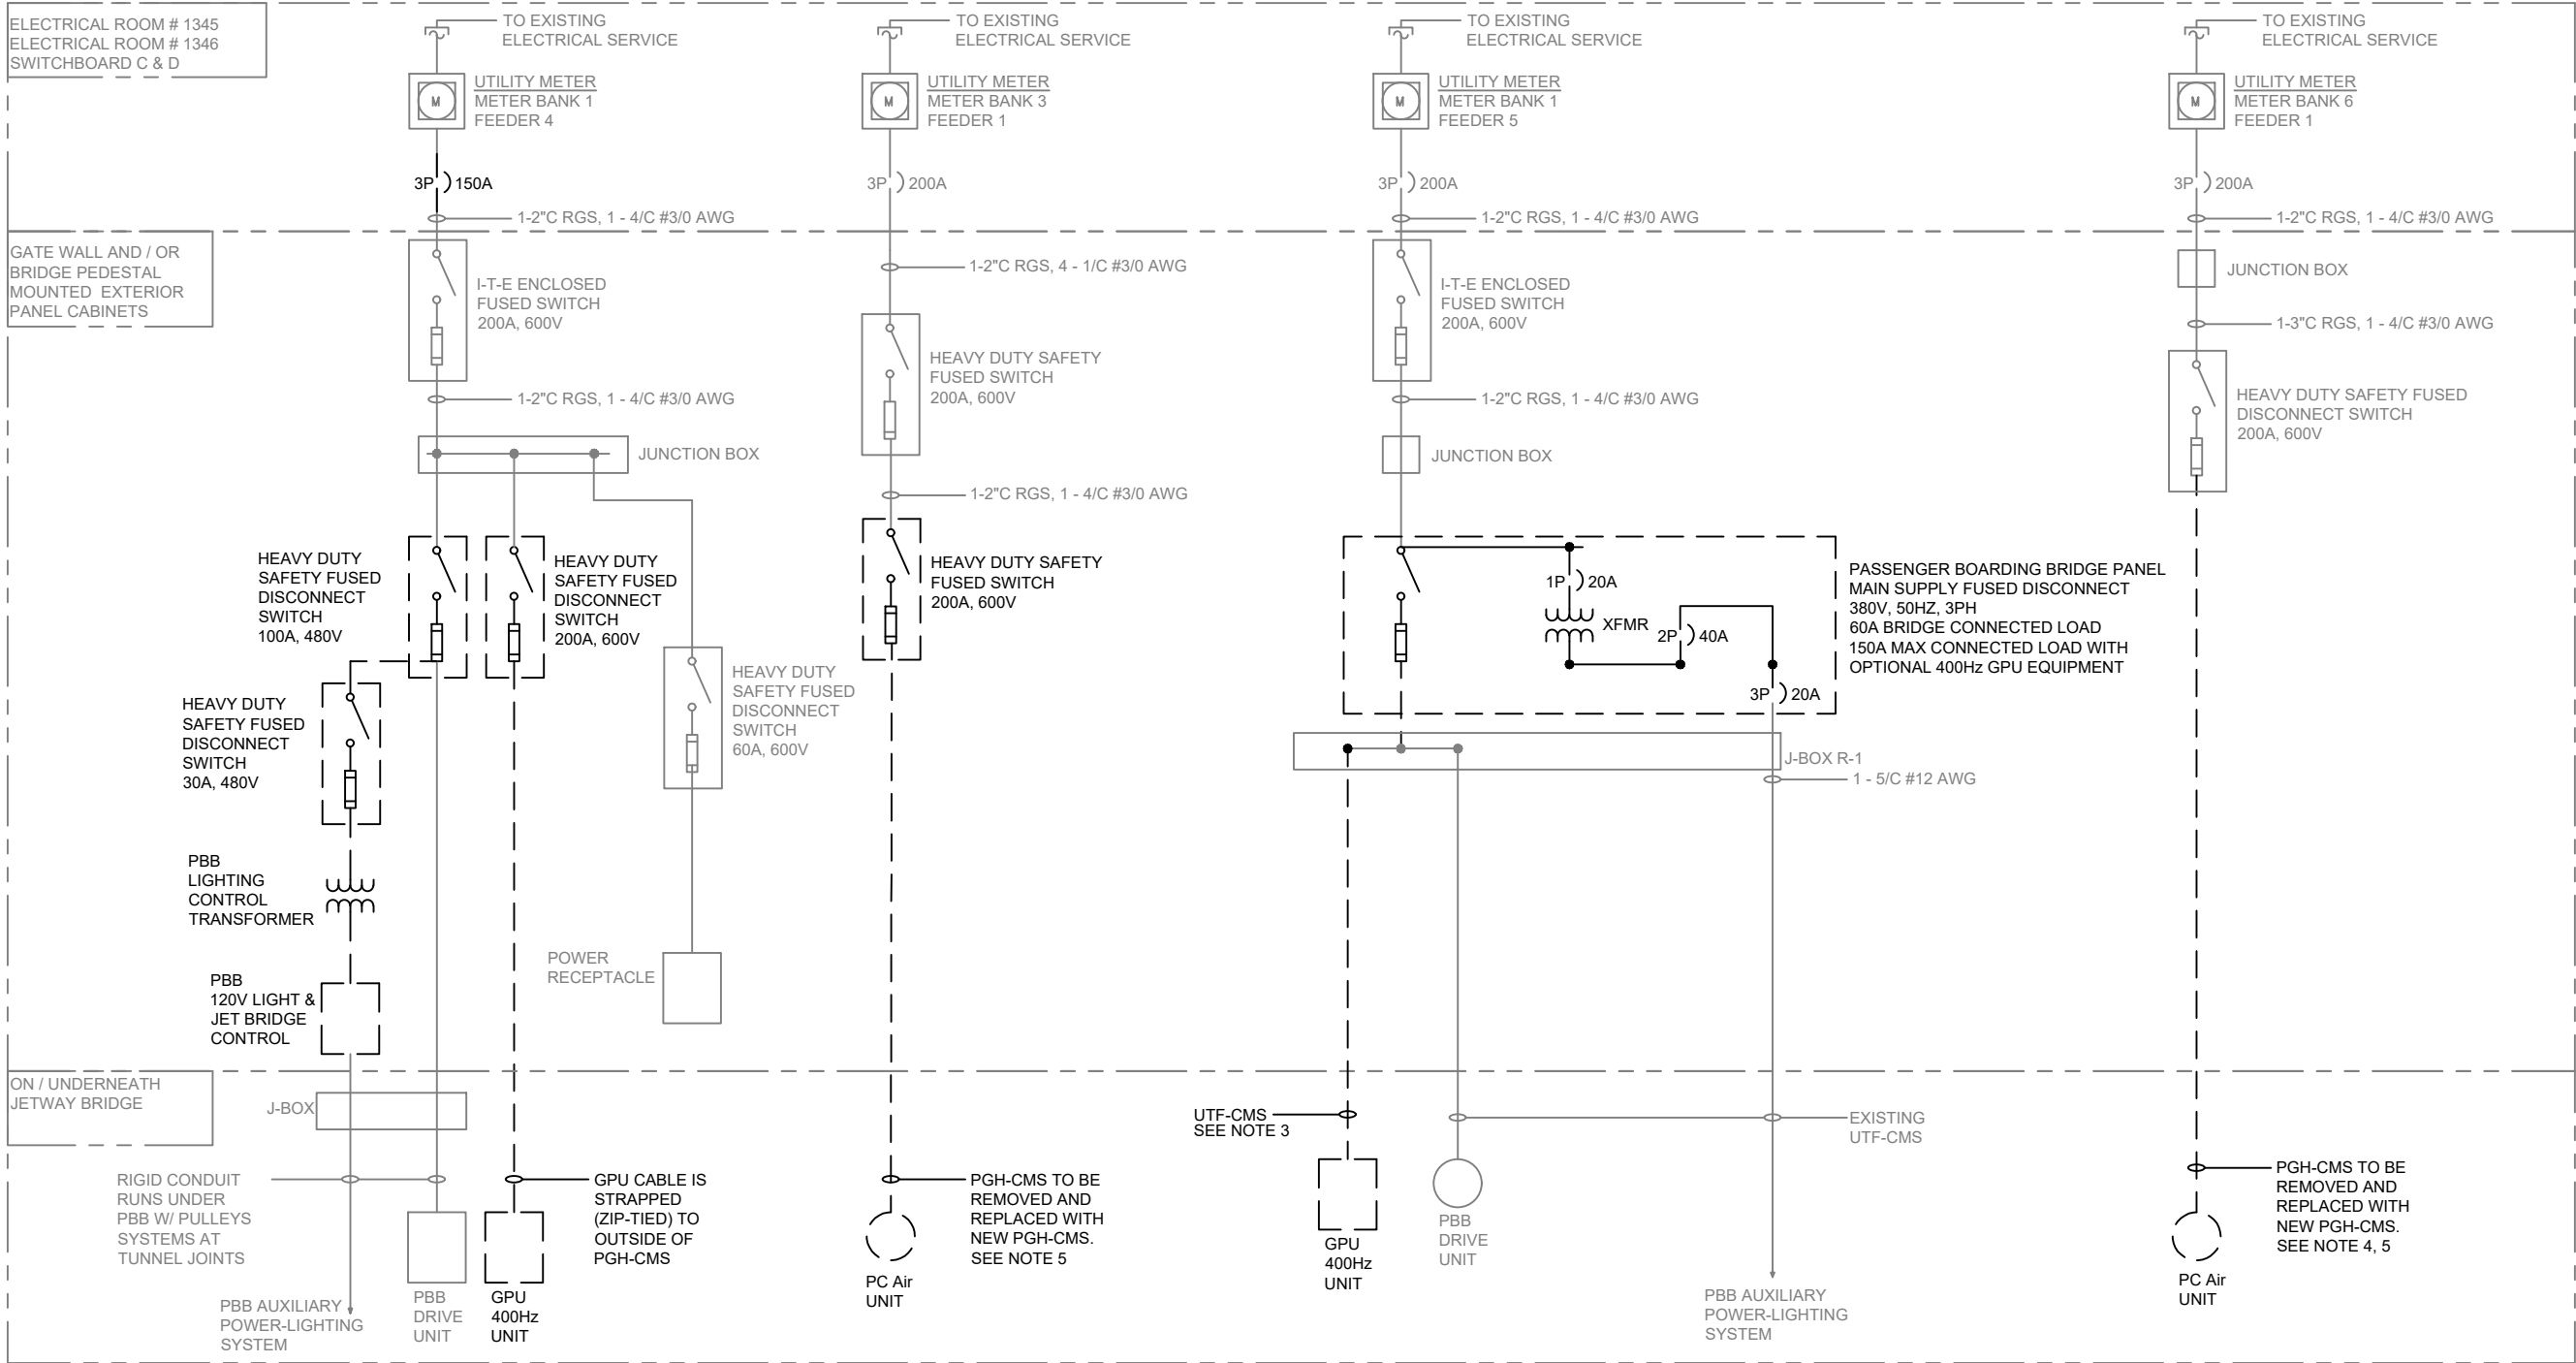 ELECTRICAL ROOM # 1345
ELECTRICAL ROOM # 1346
SWITCHBOARD C & D
TO EXISTING
ELECTRICAL SERVICE
UTILITY METER
METER BANK 1
FEEDER 4
M
3P
150A
1-2"C RGS, 1 - 4/C #3/0 AWG
TO EXISTING
ELECTRICAL SERVICE
UTILITY METER
METER BANK 3
FEEDER 1
M
3P
200A
TO EXISTING
ELECTRICAL SERVICE
UTILITY METER
METER BANK 1
FEEDER 5
M
3P
200A
1-2"C RGS, 1 - 4/C #3/0 AWG
TO EXISTING
ELECTRICAL SERVICE
UTILITY METER
METER BANK 6
FEEDER 1
M
3P
200A
1-2"C RGS, 1 - 4/C #3/0 AWG
GATE WALL AND / OR
BRIDGE PEDESTAL
MOUNTED EXTERIOR
PANEL CABINETS
I-T-E ENCLOSED
FUSED SWITCH
200A, 600V
1-2"C RGS, 1 - 4/C #3/0 AWG
JUNCTION BOX
HEAVY DUTY
SAFETY FUSED
DISCONNECT
SWITCH
100A, 480V
HEAVY DUTY
SAFETY FUSED
DISCONNECT
SWITCH
200A, 600V
HEAVY DUTY
SAFETY FUSED
DISCONNECT
SWITCH
60A, 600V
HEAVY DUTY
SAFETY FUSED
DISCONNECT
SWITCH
30A, 480V
PBB
LIGHTING
CONTROL
TRANSFORMER
PBB
120V LIGHT &
JET BRIDGE
CONTROL
POWER
RECEPTACLE
1-2"C RGS, 4 - 1/C #3/0 AWG
HEAVY DUTY SAFETY
FUSED SWITCH
200A, 600V
1-2"C RGS, 1 - 4/C #3/0 AWG
HEAVY DUTY SAFETY
FUSED SWITCH
200A, 600V
I-T-E ENCLOSED
FUSED SWITCH
200A, 600V
1-2"C RGS, 1 - 4/C #3/0 AWG
JUNCTION BOX
1P
20A
XFMR
2P
40A
3P
20A
PASSENGER BOARDING BRIDGE PANEL
MAIN SUPPLY FUSED DISCONNECT
380V, 50HZ, 3PH
60A BRIDGE CONNECTED LOAD
150A MAX CONNECTED LOAD WITH
OPTIONAL 400Hz GPU EQUIPMENT
J-BOX R-1
1 - 5/C #12 AWG
JUNCTION BOX
1-3"C RGS, 1 - 4/C #3/0 AWG
HEAVY DUTY SAFETY FUSED
DISCONNECT SWITCH
200A, 600V
ON / UNDERNEATH
JETWAY BRIDGE
J-BOX
RIGID CONDUIT
RUNS UNDER
PBB W/ PULLEYS
SYSTEMS AT
TUNNEL JOINTS
PBB AUXILIARY
POWER-LIGHTING
SYSTEM
PBB
DRIVE
UNIT
GPU
400Hz
UNIT
GPU CABLE IS
STRAPPED
(ZIP-TIED) TO
OUTSIDE OF
PGH-CMS
PC Air
UNIT
PGH-CMS TO BE
REMOVED AND
REPLACED WITH
NEW PGH-CMS.
SEE NOTE 5
UTF-CMS
SEE NOTE 3
GPU
400Hz
UNIT
PBB
DRIVE
UNIT
EXISTING
UTF-CMS
PBB AUXILIARY
POWER-LIGHTING
SYSTEM
PGH-CMS TO BE
REMOVED AND
REPLACED WITH
NEW PGH-CMS.
SEE NOTE 4, 5
PC Air
UNIT